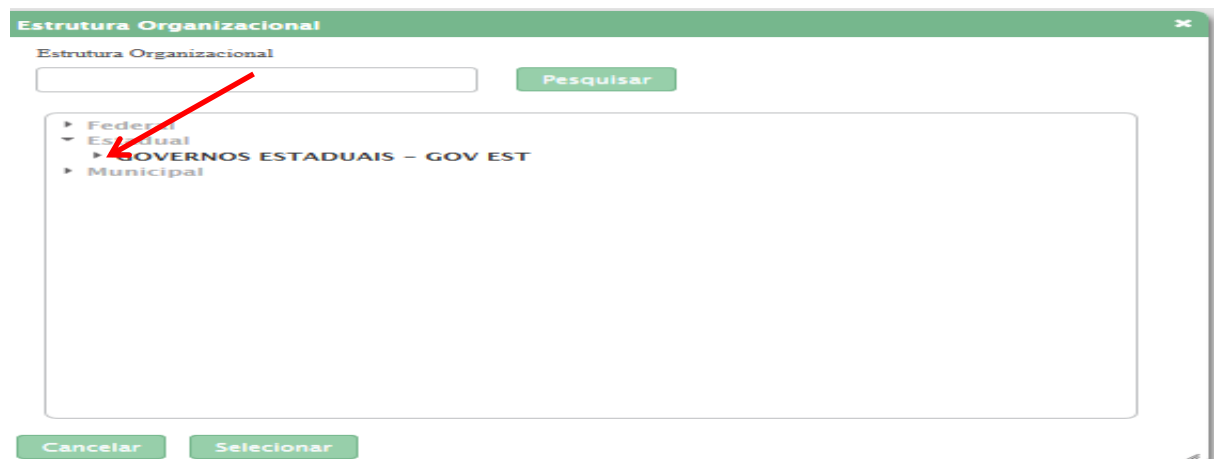 Estrutura Organizacional
Estrutura Organizacional
Pesquisar
Federal
Estadual
GOVERNOS ESTADUAIS – GOV EST
Municipal
Cancelar Selecionar